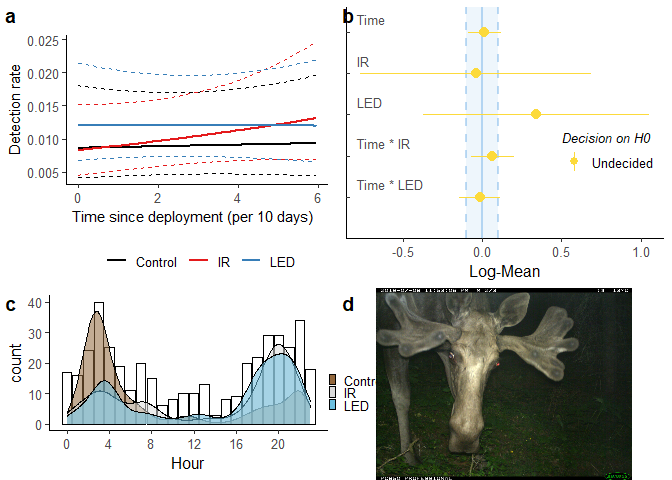 a
0.025
0.020
0.015
0.010
0.005
Detection rate
0 2 4 6
Time since deployment (per 10 days)
Control IR LED
b
Time
IR
LED
Time * IR
Time * LED
Decision on H0
Undecided
-0.5 0.0 0.5 1.0
Log-Mean
c
40
30
20
10
0
count
0 4 8 12 16 20
Hour
Contr
IR
LED
d
PC850 PROFESSIONAL